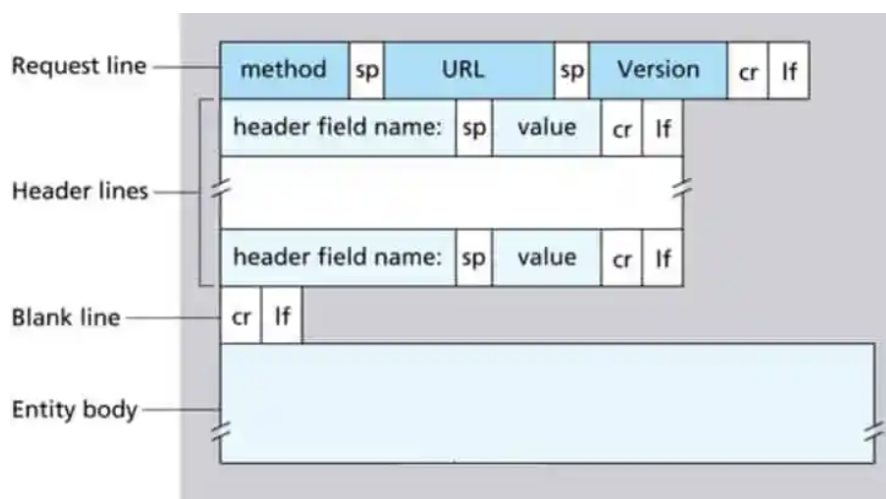 Request line method sp URL sp Version cr lf
header field name: sp value cr lf
Header lines
header field name: sp value cr lf
Blank line cr lf
Entity body